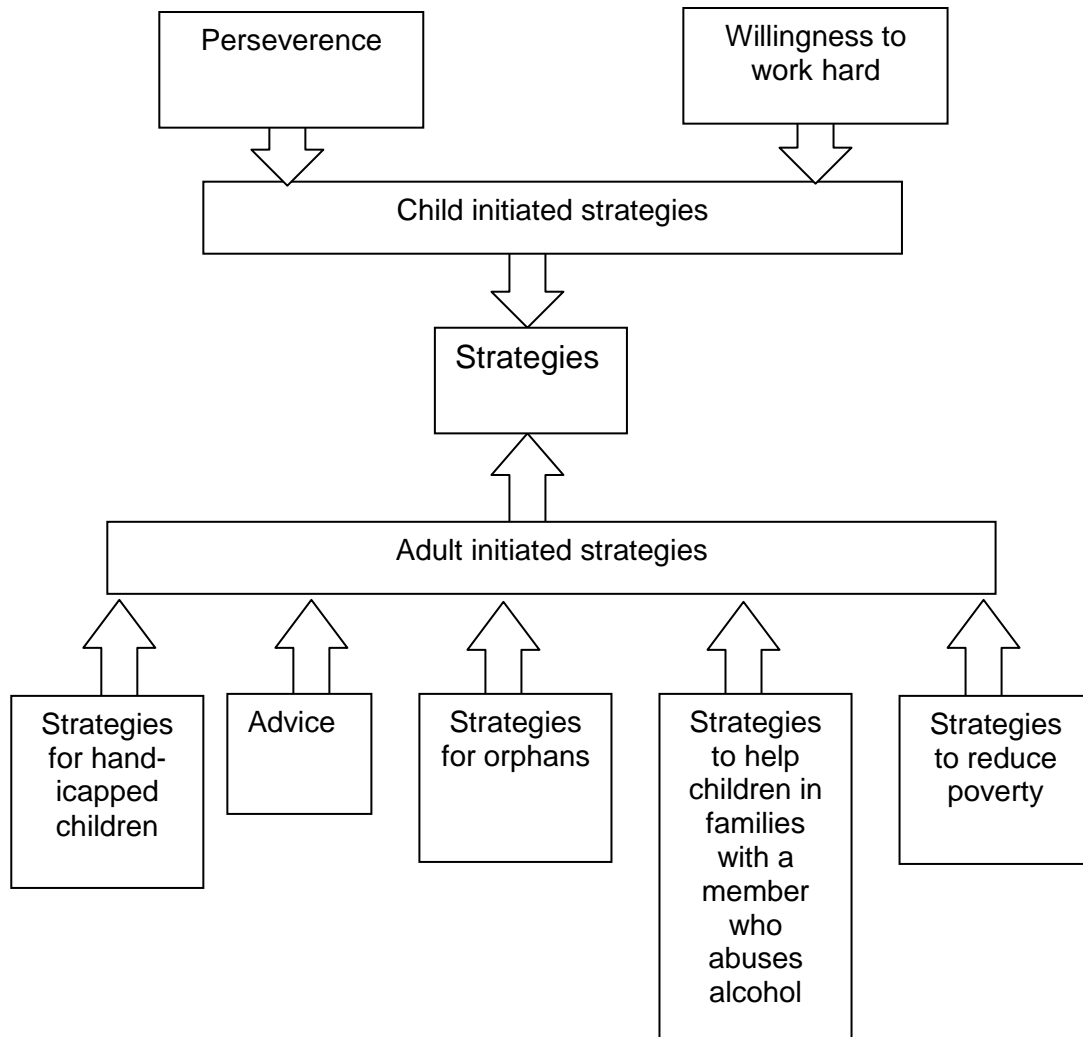 Perseverence
Willingness to
work hard
Child initiated strategies
Strategies
Adult initiated strategies
Strategies
for hand-
icapped
children
Advice
Strategies
for orphans
Strategies
to help
children in
families
with a
member
who
abuses
alcohol
Strategies
to reduce
poverty